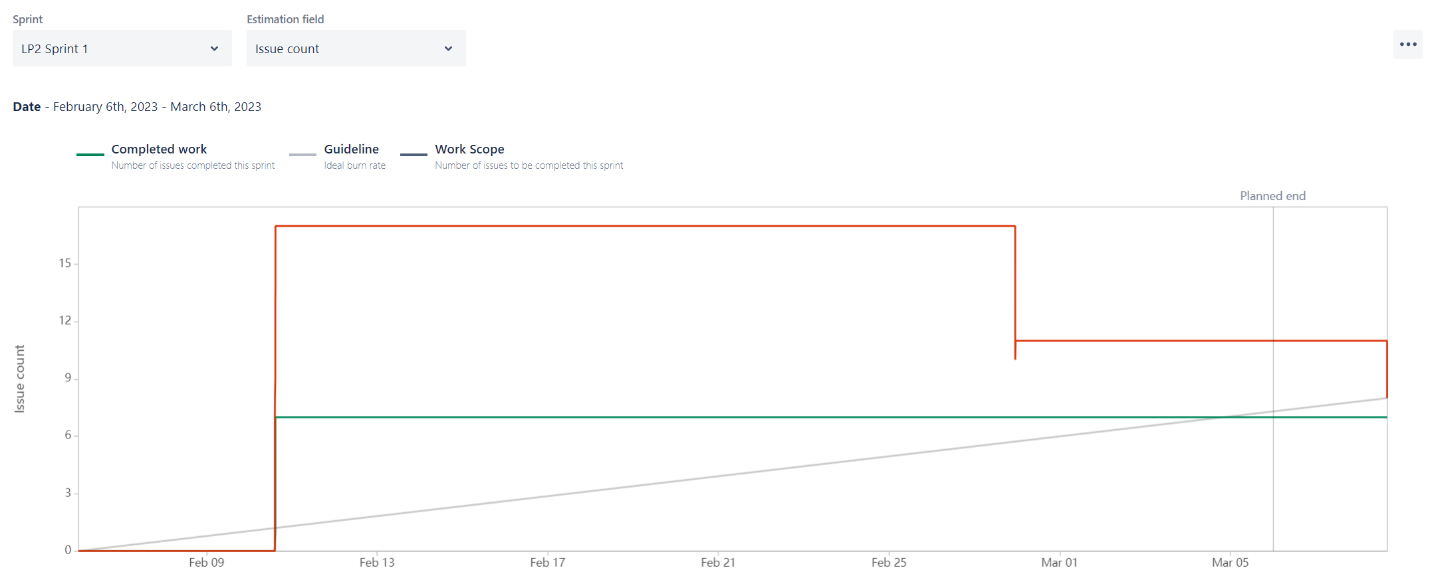 Sprint
Estimation field
LP2 Sprint 1
Issue count
Date - February 6th, 2023 - March 6th, 2023
Completed work
Number of issues completed this sprint
Guideline
Ideal burn rate
Work Scope
Number of issues to be completed this sprint
Planned end
Issue count
15
12
9
6
3
0
Feb 09
Feb 13
Feb 17
Feb 21
Feb 25
Mar 01
Mar 05